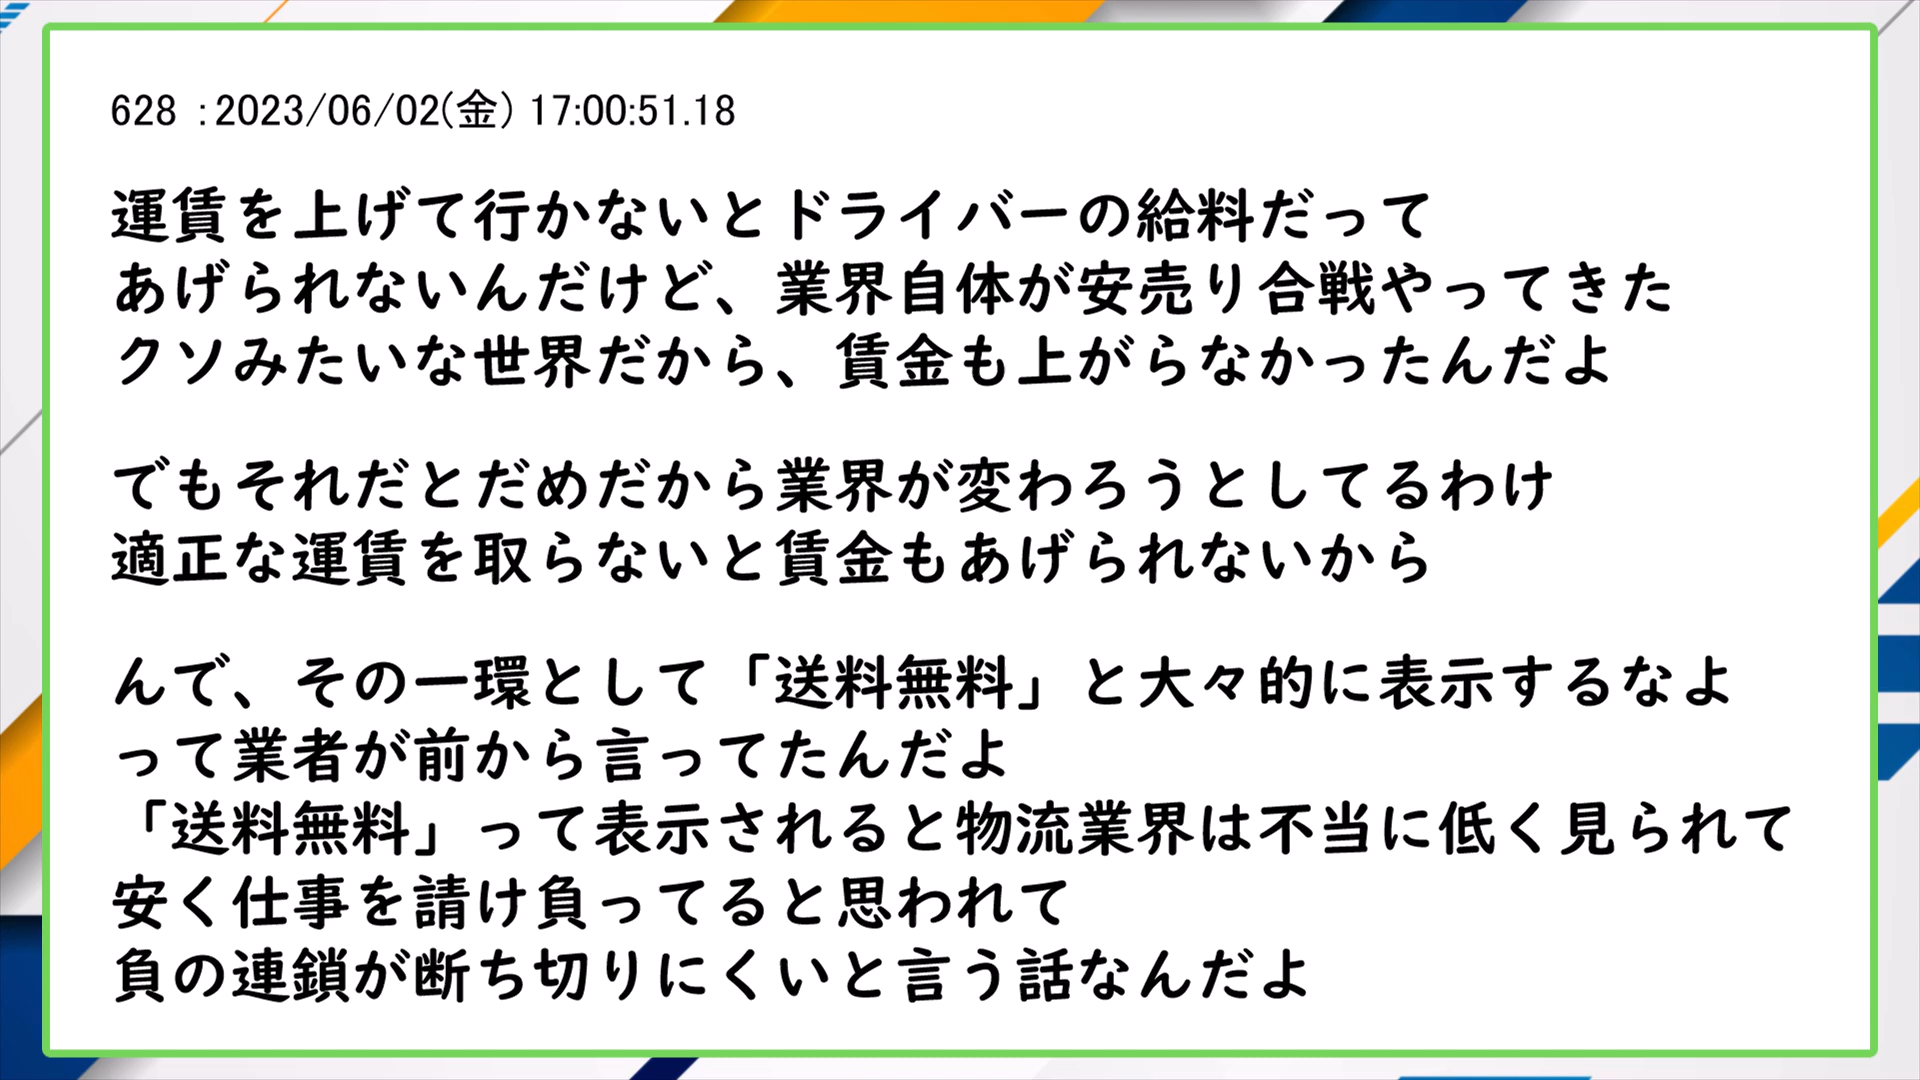 628 :2023/06/02(金) 17:00:51.18
運賃を上げて行かないとドライバーの給料だって
あげられないんだけど、業界自体が安売り合戦やってきた
クソみたいな世界だから、賃金も上がらなかったんだよ
でもそれだとだめだから業界が変わろうとしてるわけ
適正な運賃を取らないと賃金もあげられないから
んで、その一環として「送料無料」と大々的に表示するなよ
って業者が前から言ってたんだよ
「送料無料」って表示されると物流業界は不当に低く見られて
安く仕事を請け負ってると思われて
負の連鎖が断ち切りにくいと言う話なんだよ